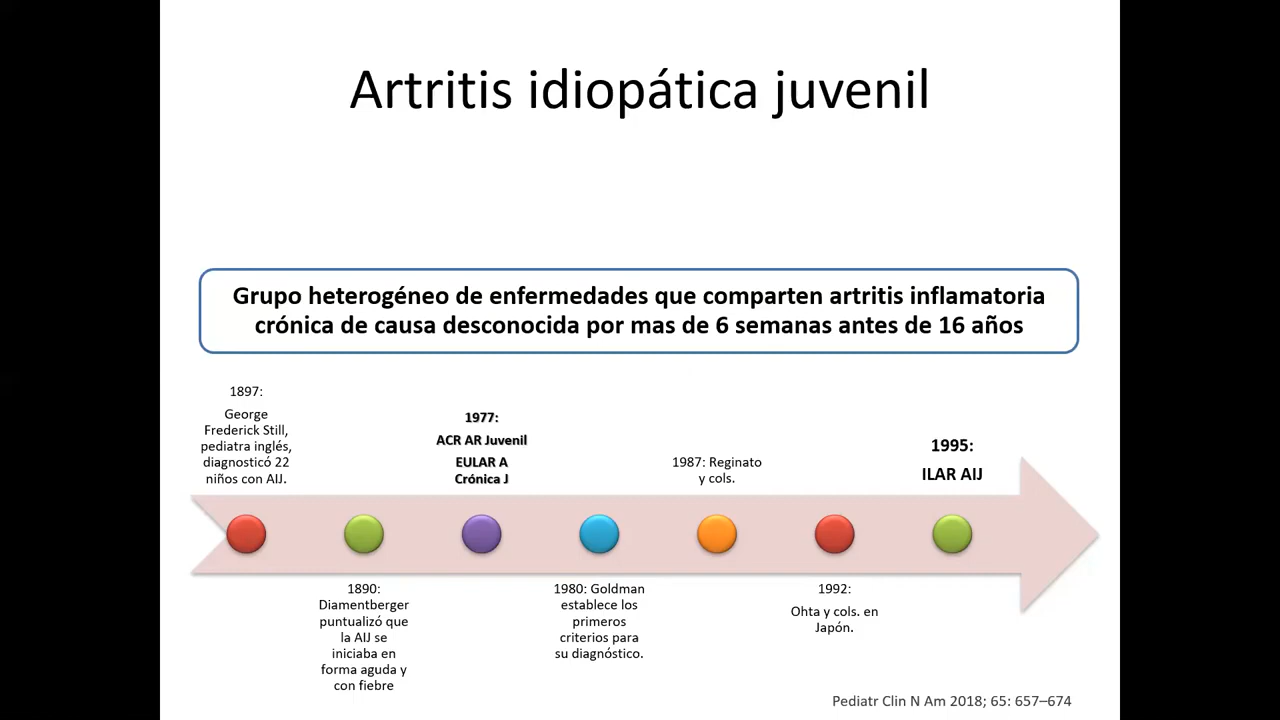 Artritis idiopática juvenil
Grupo heterogéneo de enfermedades que comparten artritis inflamatoria
crónica de causa desconocida por mas de 6 semanas antes de 16 años
1897:
George
Frederick Still,
pediatra inglés,
diagnosticó 22
niños con AIJ.
1890:
Diamentberger
puntualizó que
la AIJ se
iniciaba en
forma aguda y
con fiebre
1977:
ACR AR Juvenil
EULAR A
Crónica J
1980: Goldman
establece los
primeros
criterios para
su diagnóstico.
1987: Reginato
y cols.
1992:
Ohta y cols. en
Japón.
1995:
ILAR AIJ
Pediatr Clin N Am 2018; 65: 657–674